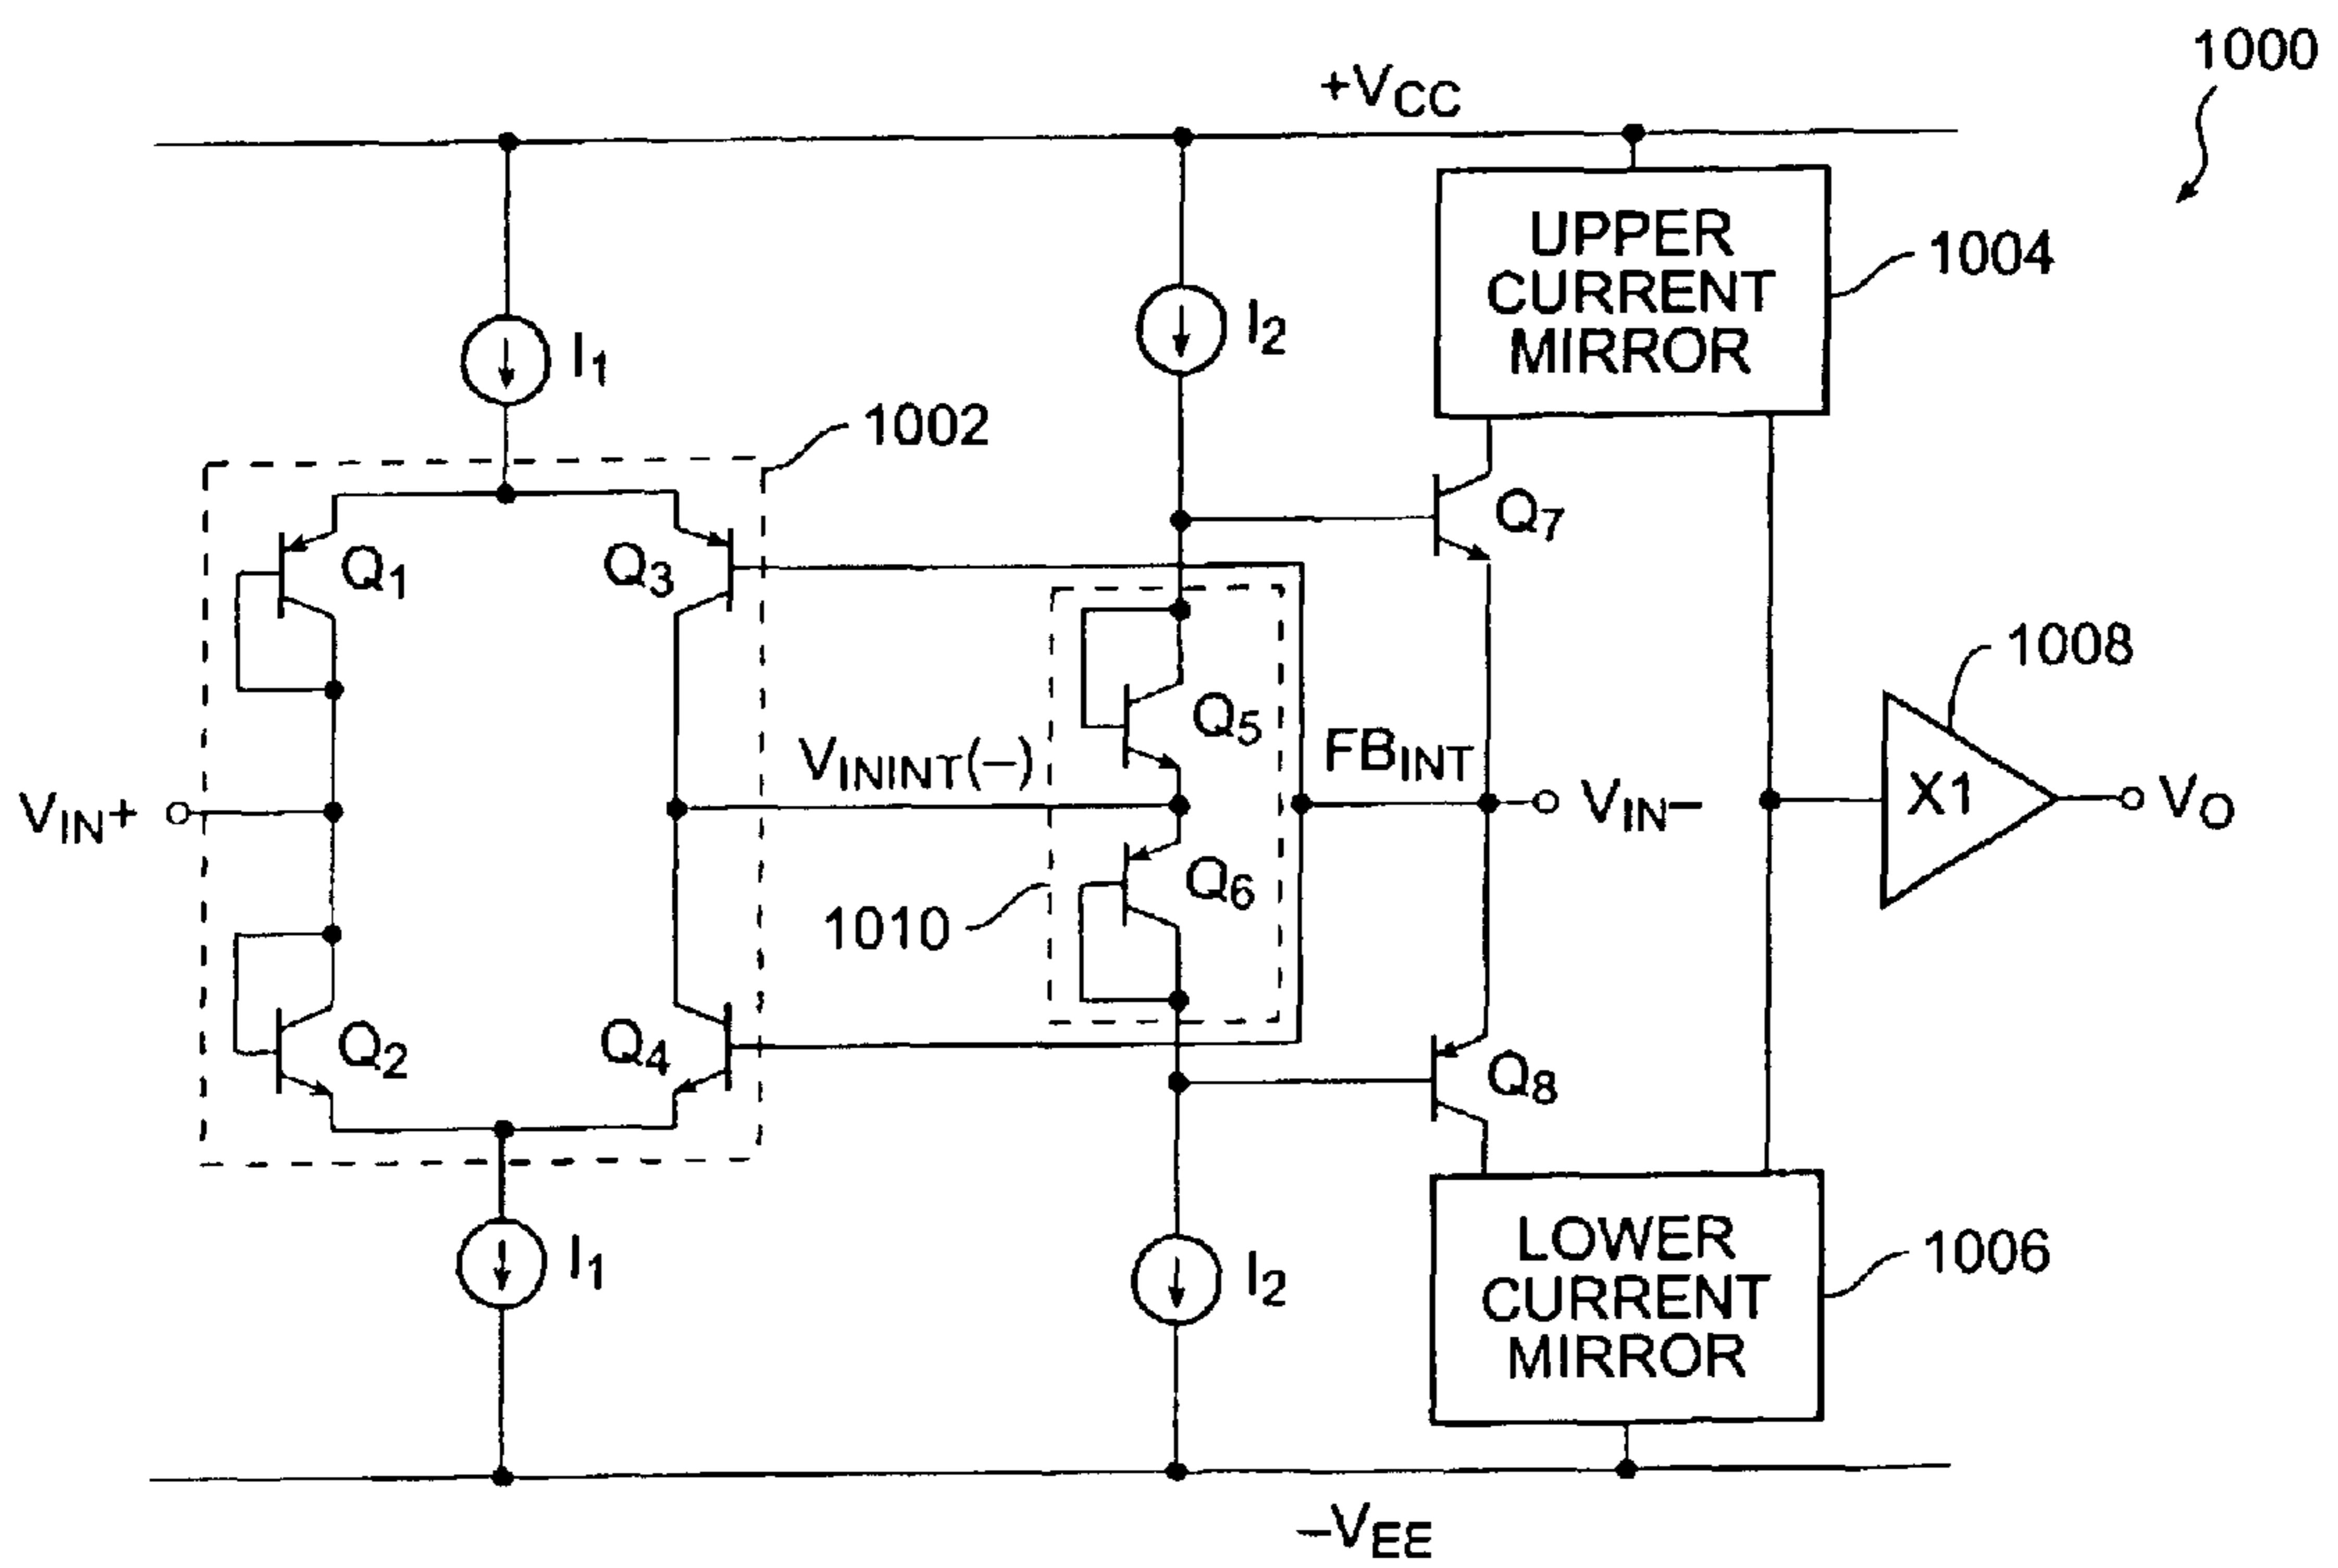 1000
+VCC
UPPER
CURRENT
MIRROR
1004
I1
I2
1002
Q1
Q3
Q7
Q5
1008
VIN+
VININT(–)
FBINT
VIN–
X1
VO
Q6
1010
Q2
Q4
Q8
I1
I2
LOWER
CURRENT
MIRROR
1006
–VEE